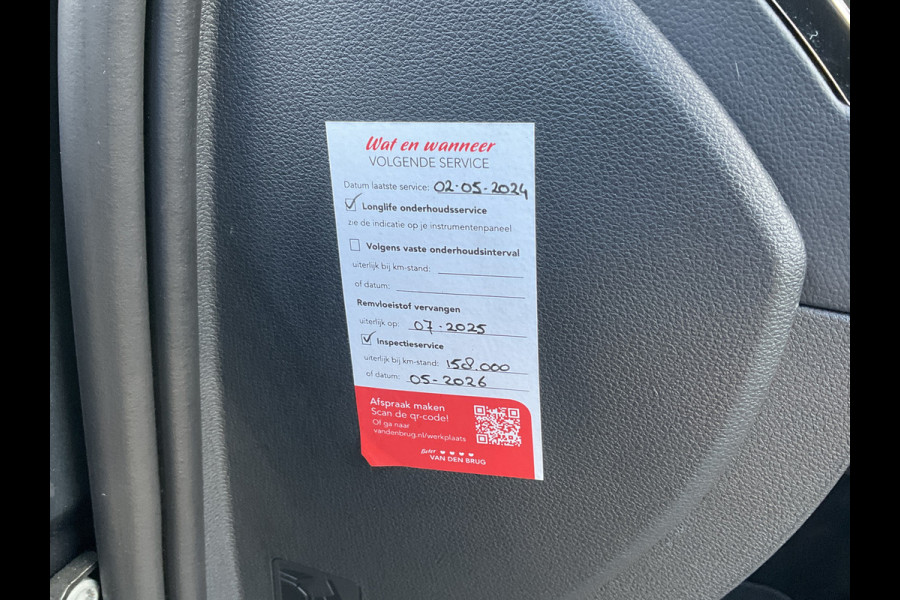 Wat en wanneer
VOLGENDE SERVICE
Datum laatste service: 02-05-2024
Longlife onderhoudsservice
zie de indicatie op je instrumentenpaneel
Volgens vaste onderhoudsinterval
uiterlijk bij km-stand:
of datum:
Remvloeistof vervangen
uiterlijk op: 07-2025
Inspectieservice
uiterlijk bij km-stand: 158.000
of datum: 05-2026
Afspraak maken
Scan de qr-code!
Of ga naar
vandenbrug.nl/werkplaats
Beter
VAN DEN BRUG